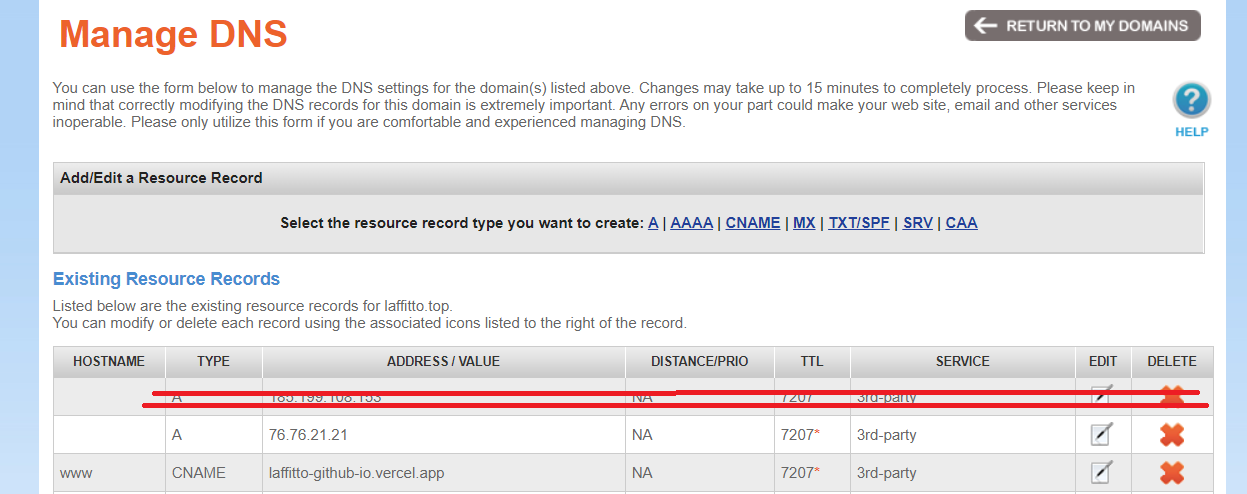 Manage DNS
RETURN TO MY DOMAINS
You can use the form below to manage the DNS settings for the domain(s) listed above. Changes may take up to 15 minutes to completely process. Please keep in
mind that correctly modifying the DNS records for this domain is extremely important. Any errors on your part could make your web site, email and other services
inoperable. Please only utilize this form if you are comfortable and experienced managing DNS.
?
HELP
Add/Edit a Resource Record
Select the resource record type you want to create: A | AAAA | CNAME | MX | TXT/SPF | SRV | CAA
Existing Resource Records
Listed below are the existing resource records for laffitto.top.
You can modify or delete each record using the associated icons listed to the right of the record.
HOSTNAME TYPE ADDRESS / VALUE DISTANCE/PRIO TTL SERVICE EDIT DELETE
A 185.199.108.153 NA 7207 3rd-party
A 76.76.21.21 NA 7207* 3rd-party
www CNAME laffitto-github-io.vercel.app NA 7207* 3rd-party